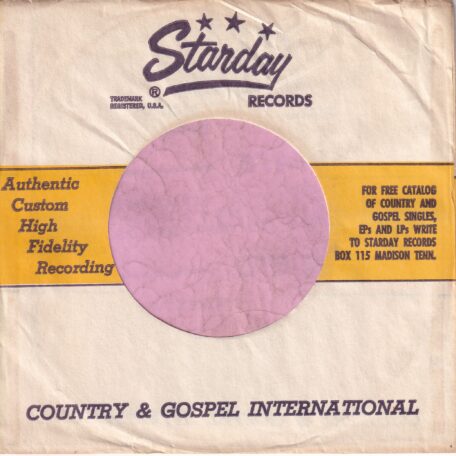 Starday
®
TRADEMARK
REGISTERED, U.S.A.
RECORDS
Authentic
Custom
High
Fidelity
Recording
FOR FREE CATALOG
OF COUNTRY AND
GOSPEL SINGLES,
EPs AND LPs WRITE
TO STARDAY RECORDS
BOX 115 MADISON TENN.
COUNTRY & GOSPEL INTERNATIONAL